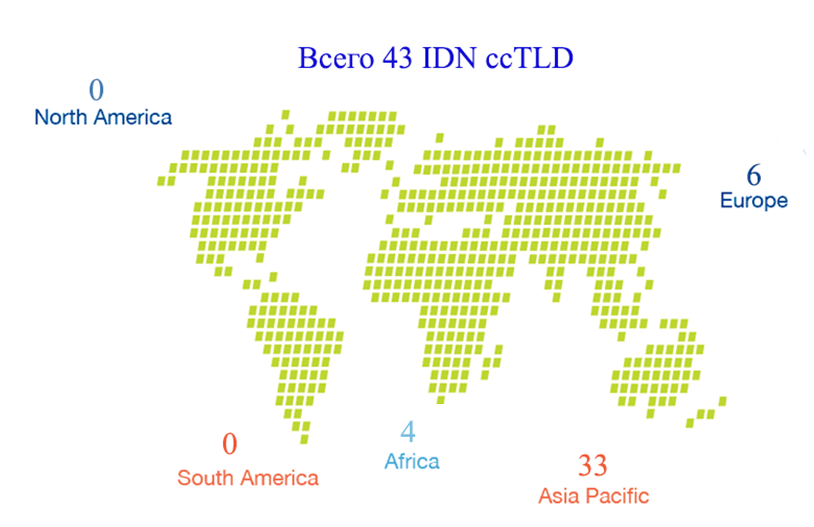 Всего 43 IDN ccTLD
0
North America
6
Europe
0
South America
4
Africa
33
Asia Pacific